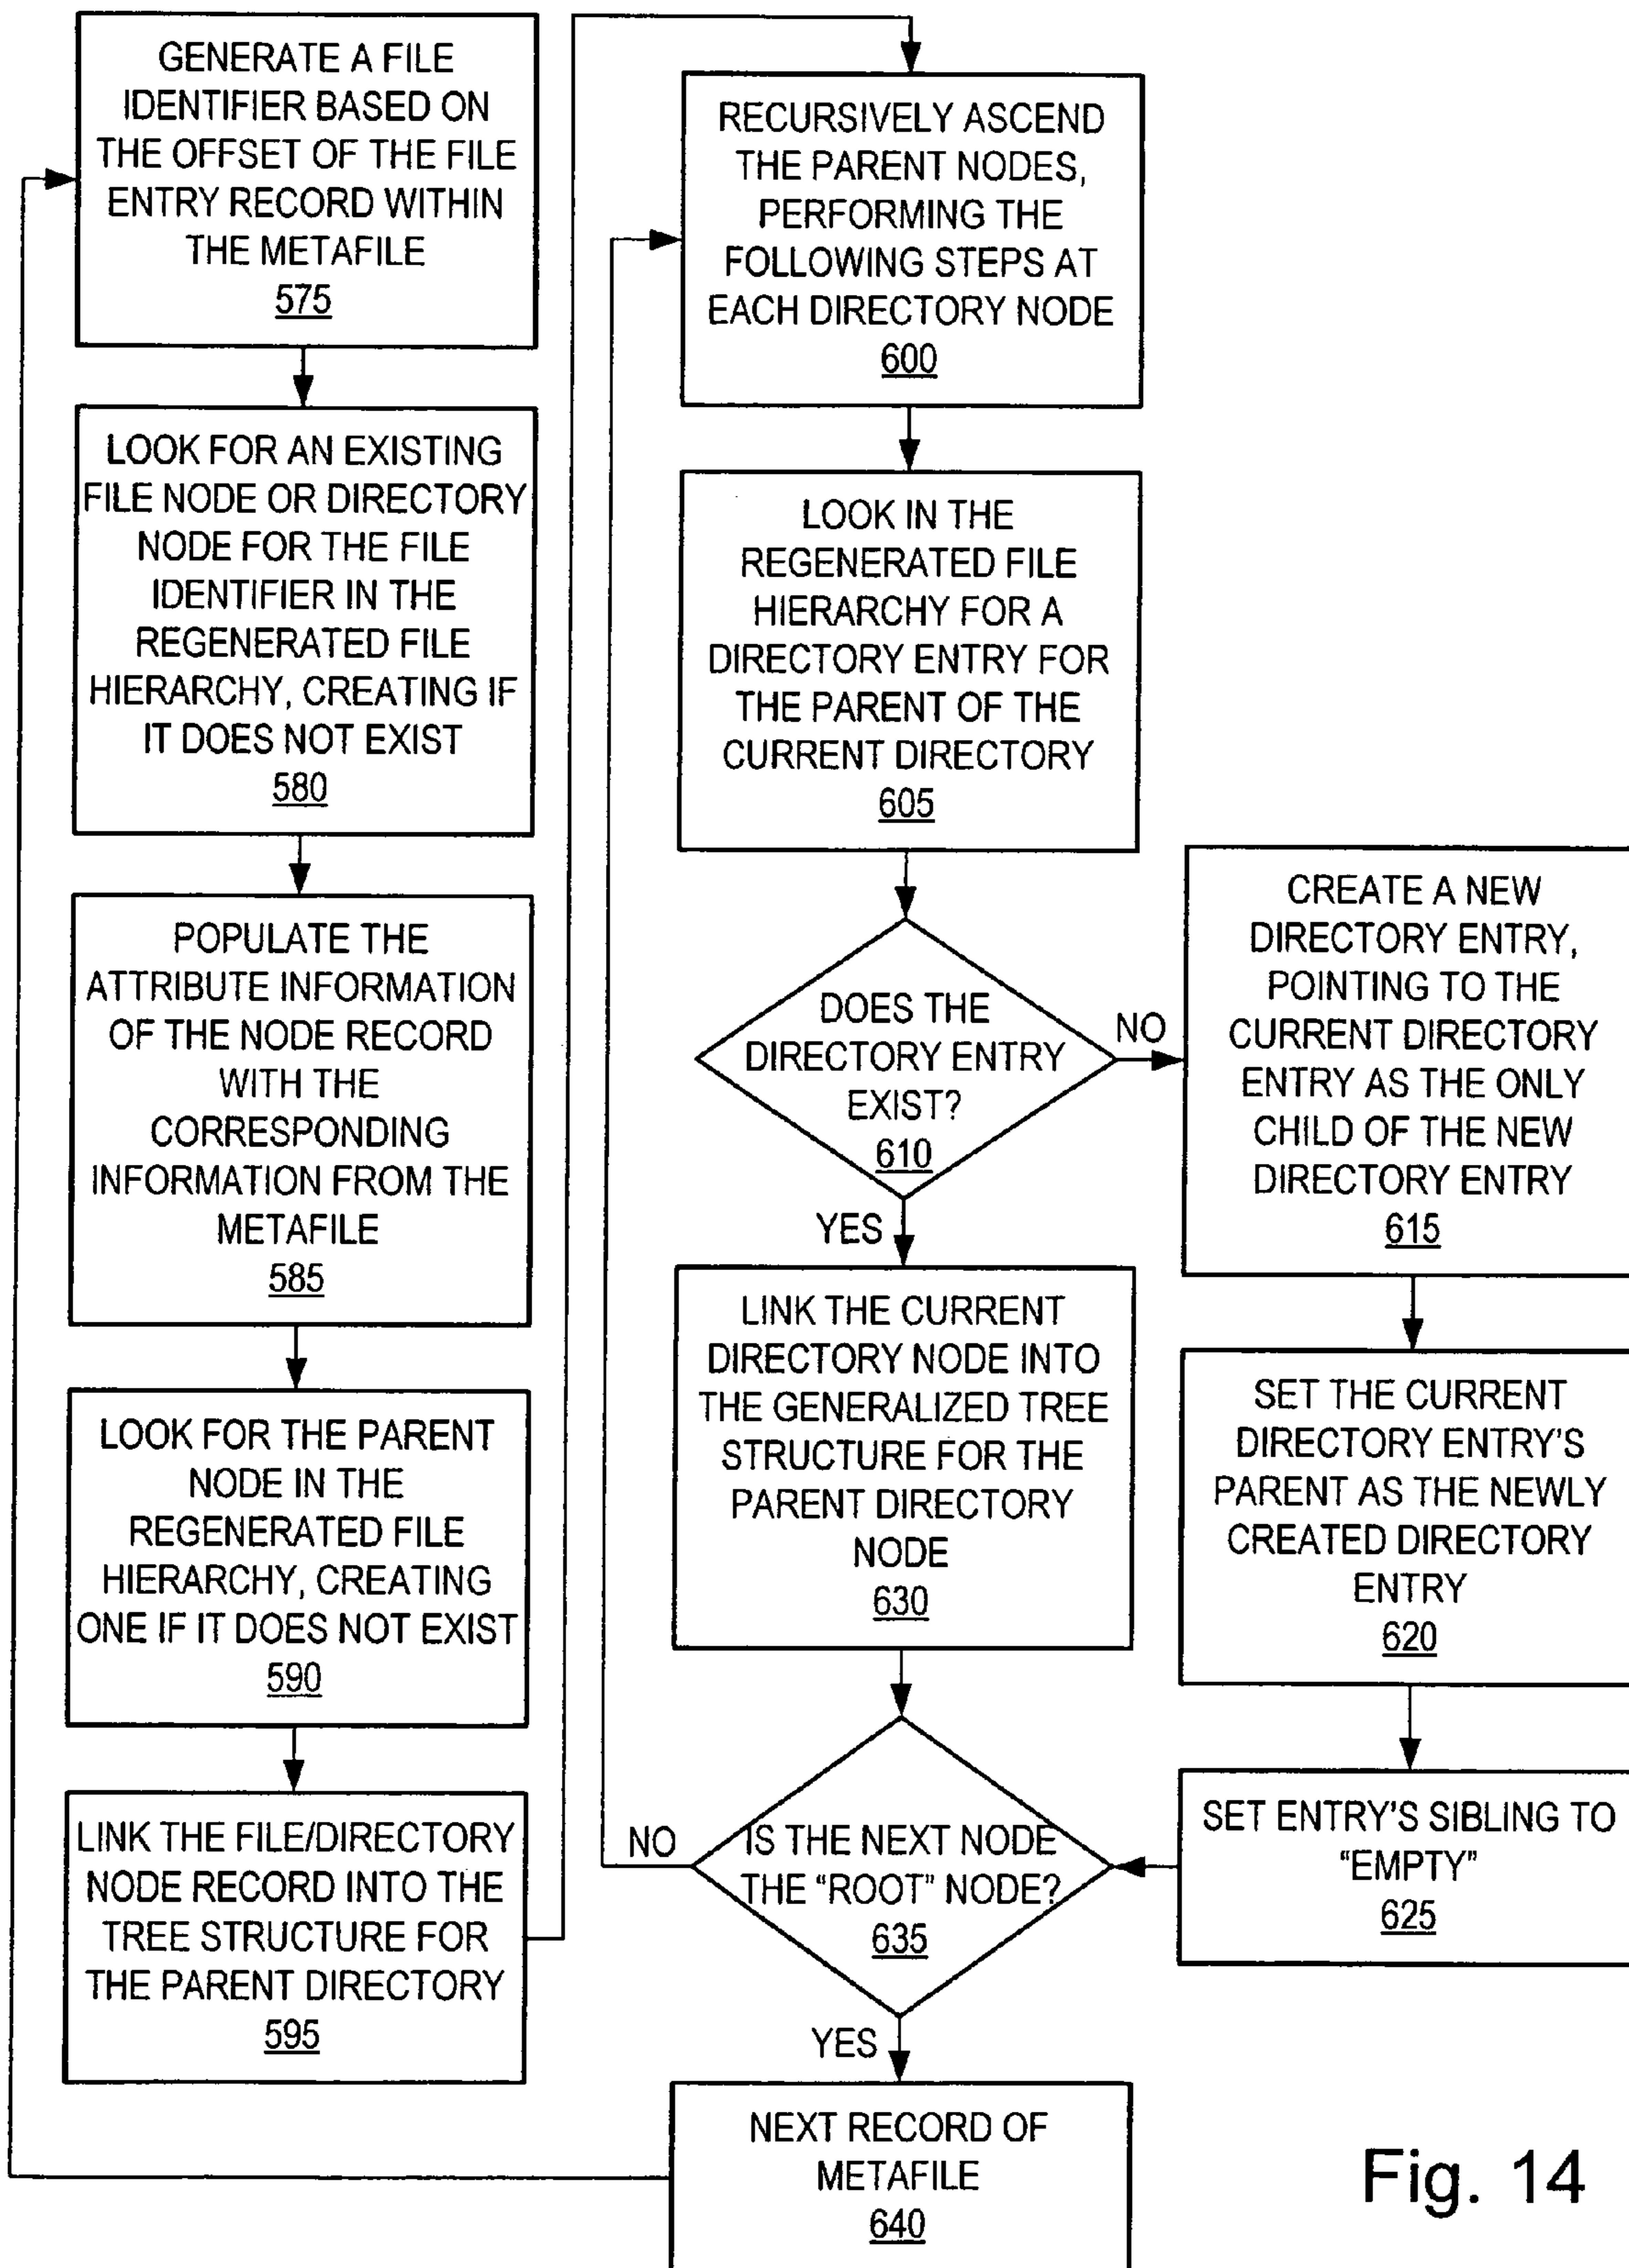 GENERATE A FILE
IDENTIFIER BASED ON
THE OFFSET OF THE FILE
ENTRY RECORD WITHIN
THE METAFILE
575
LOOK FOR AN EXISTING
FILE NODE OR DIRECTORY
NODE FOR THE FILE
IDENTIFIER IN THE
REGENERATED FILE
HIERARCHY, CREATING IF
IT DOES NOT EXIST
580
POPULATE THE
ATTRIBUTE INFORMATION
OF THE NODE RECORD
WITH THE
CORRESPONDING
INFORMATION FROM THE
METAFILE
585
LOOK FOR THE PARENT
NODE IN THE
REGENERATED FILE
HIERARCHY, CREATING
ONE IF IT DOES NOT EXIST
590
LINK THE FILE/DIRECTORY
NODE RECORD INTO THE
TREE STRUCTURE FOR
THE PARENT DIRECTORY
595
RECURSIVELY ASCEND
THE PARENT NODES,
PERFORMING THE
FOLLOWING STEPS AT
EACH DIRECTORY NODE
600
LOOK IN THE
REGENERATED FILE
HIERARCHY FOR A
DIRECTORY ENTRY FOR
THE PARENT OF THE
CURRENT DIRECTORY
605
DOES THE
DIRECTORY ENTRY
EXIST?
610
NO
YES
CREATE A NEW
DIRECTORY ENTRY,
POINTING TO THE
CURRENT DIRECTORY
ENTRY AS THE ONLY
CHILD OF THE NEW
DIRECTORY ENTRY
615
SET THE CURRENT
DIRECTORY ENTRY'S
PARENT AS THE NEWLY
CREATED DIRECTORY
ENTRY
620
SET ENTRY'S SIBLING TO
"EMPTY"
625
LINK THE CURRENT
DIRECTORY NODE INTO
THE GENERALIZED TREE
STRUCTURE FOR THE
PARENT DIRECTORY
NODE
630
IS THE NEXT NODE
THE "ROOT" NODE?
635
NO
YES
NEXT RECORD OF
METAFILE
640
Fig. 14